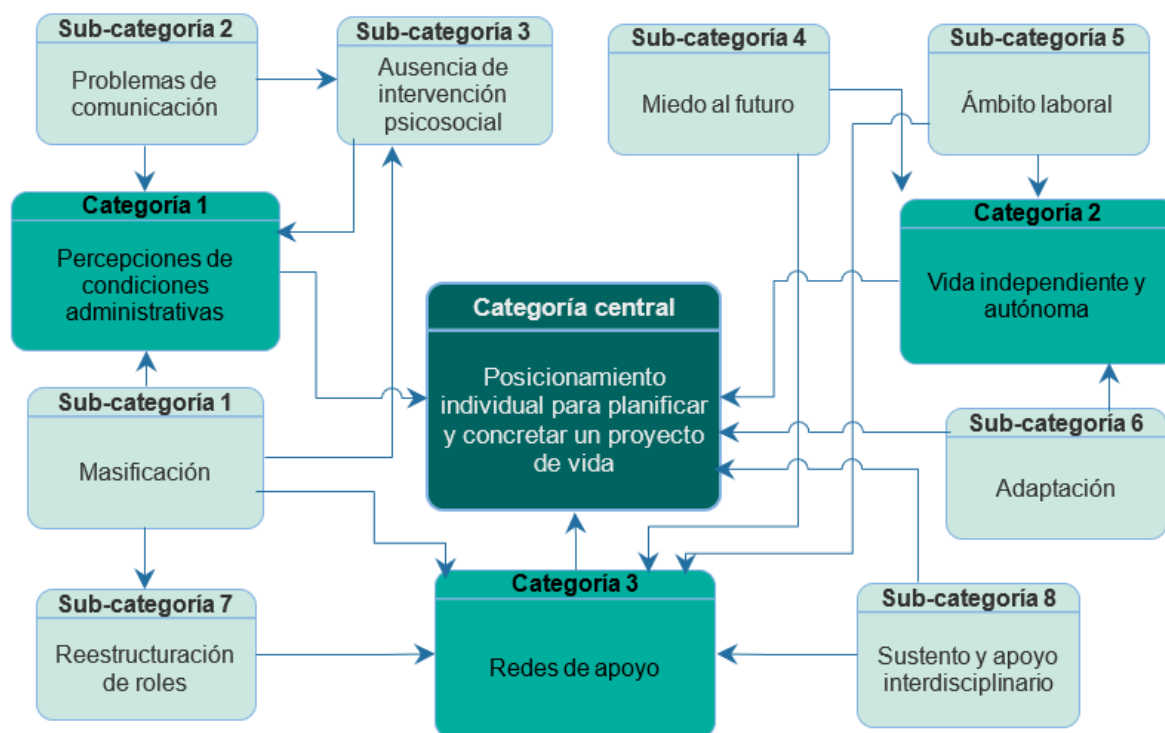 Sub-categoría 2
Problemas de
comunicación
Sub-categoría 3
Ausencia de
intervención
psicosocial
Sub-categoría 4
Miedo al futuro
Sub-categoría 5
Ámbito laboral
Categoría 1
Percepciones de
condiciones
administrativas
Categoría 2
Vida independiente y
autónoma
Categoría central
Posicionamiento
individual para planificar
y concretar un proyecto
de vida
Sub-categoría 1
Masificación
Sub-categoría 6
Adaptación
Sub-categoría 7
Reestructuración
de roles
Categoría 3
Redes de apoyo
Sub-categoría 8
Sustento y apoyo
interdisciplinario